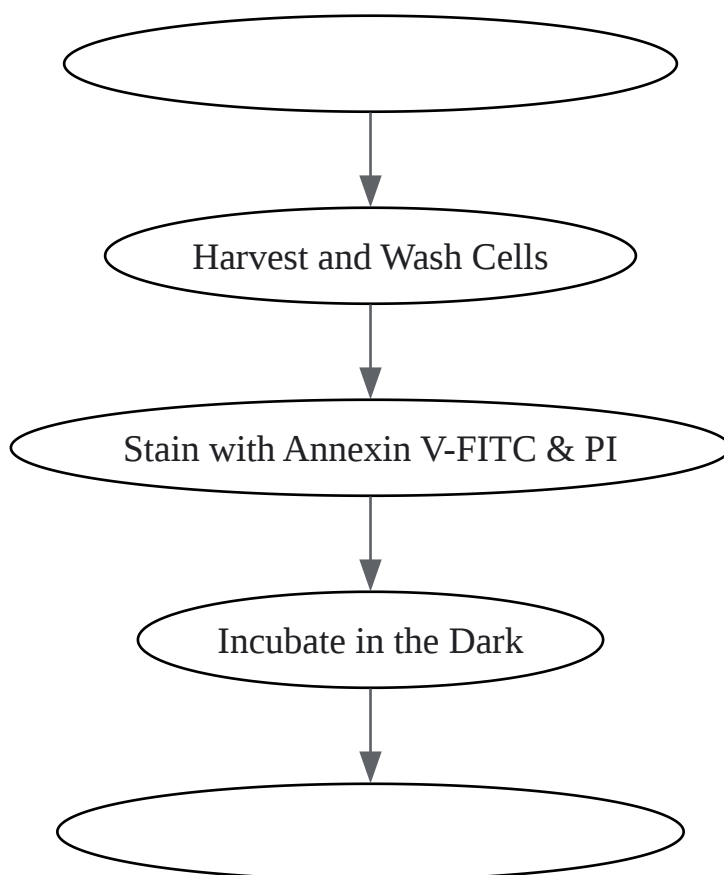 Harvest and Wash Cells
Stain with Annexin V-FITC & PI
Incubate in the Dark